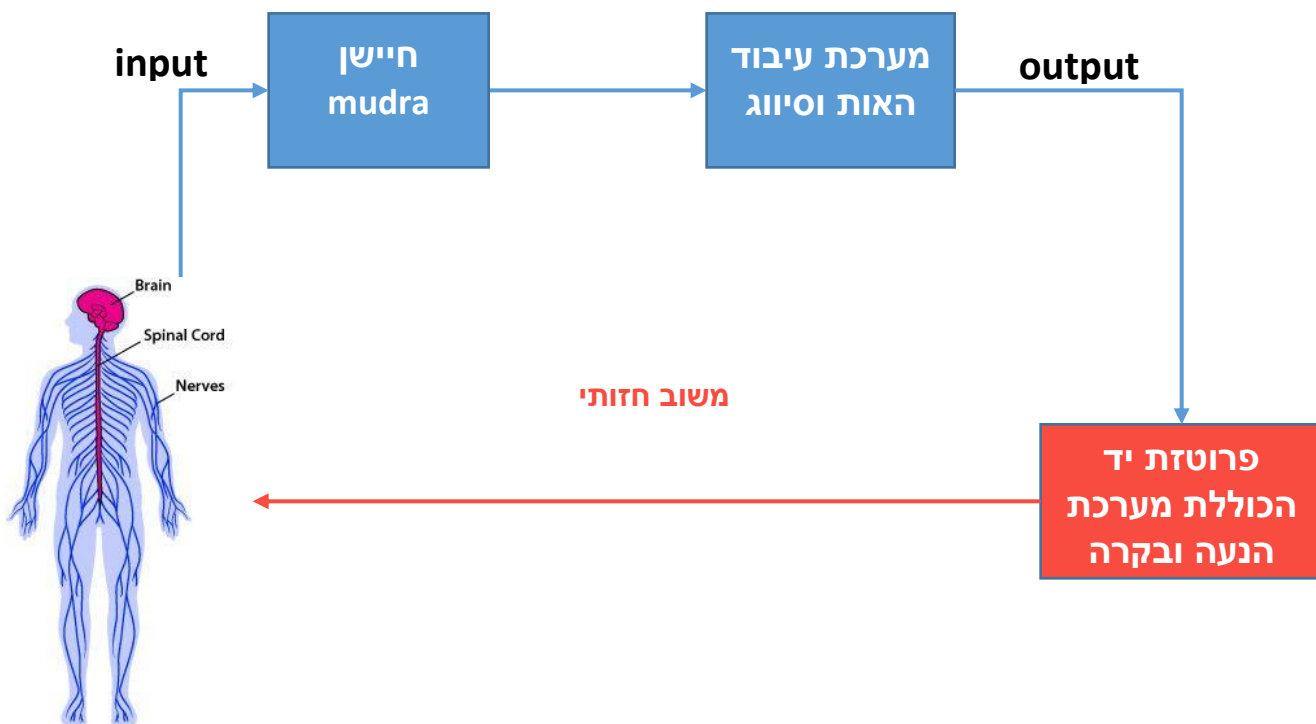 input
חיישן
mudra
מערכת עיבוד
האות וסיווג
output
Brain
Spinal Cord
Nerves
משוב חזותי
פרוטזת יד
הכוללת מערכת
הנעה ובקרה